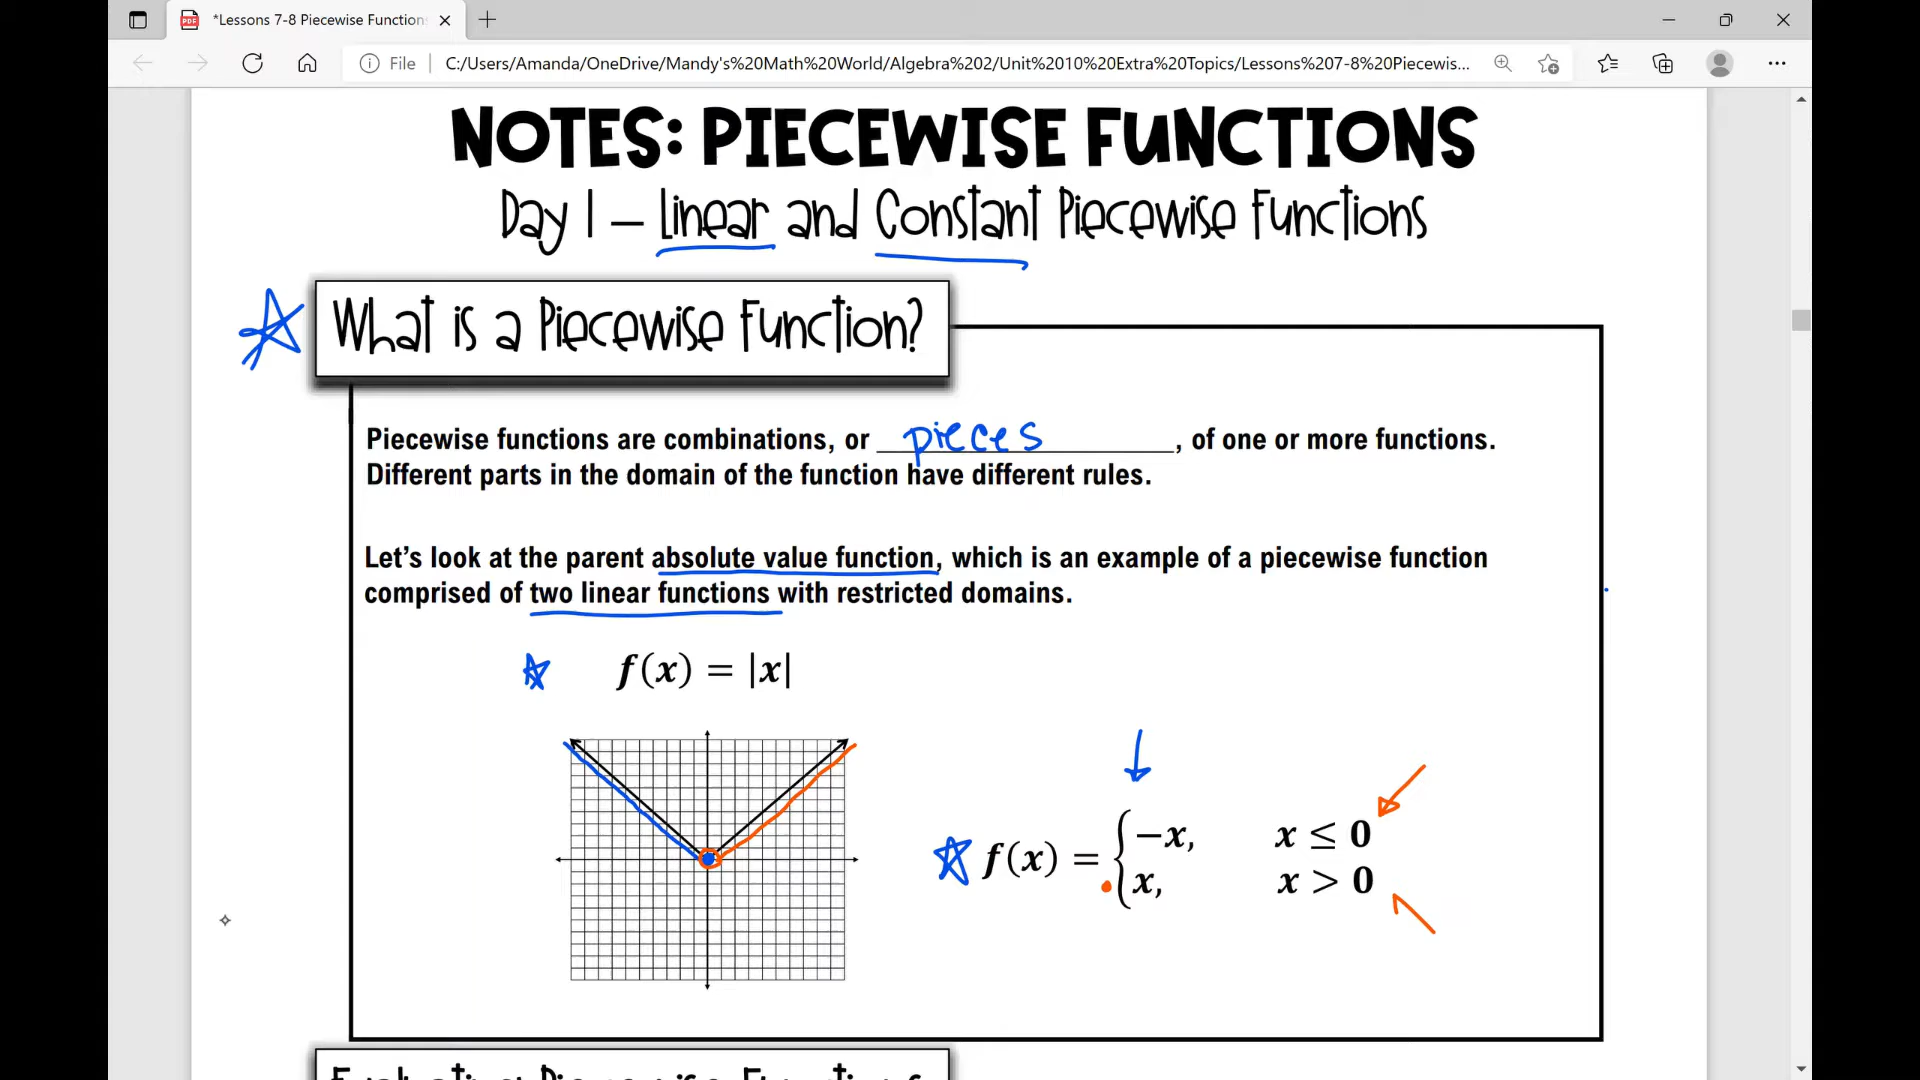 *Lessons 7-8 Piecewise Function
File C:/Users/Amanda/OneDrive/Mandy's%20Math%20World/Algebra%202/Unit%2010%20Extra%20Topics/Lessons%207-8%20Piecewis...
NOTES: PIECEWISE FUNCTIONS
Day 1 – Linear and Constant Piecewise Functions
What is a Piecewise Function?
Piecewise functions are combinations, or pieces, of one or more functions.
Different parts in the domain of the function have different rules.
Let's look at the parent absolute value function, which is an example of a piecewise function
comprised of two linear functions with restricted domains.
f(x) = |x|
f(x) = { −x, x ≤ 0
x, x > 0